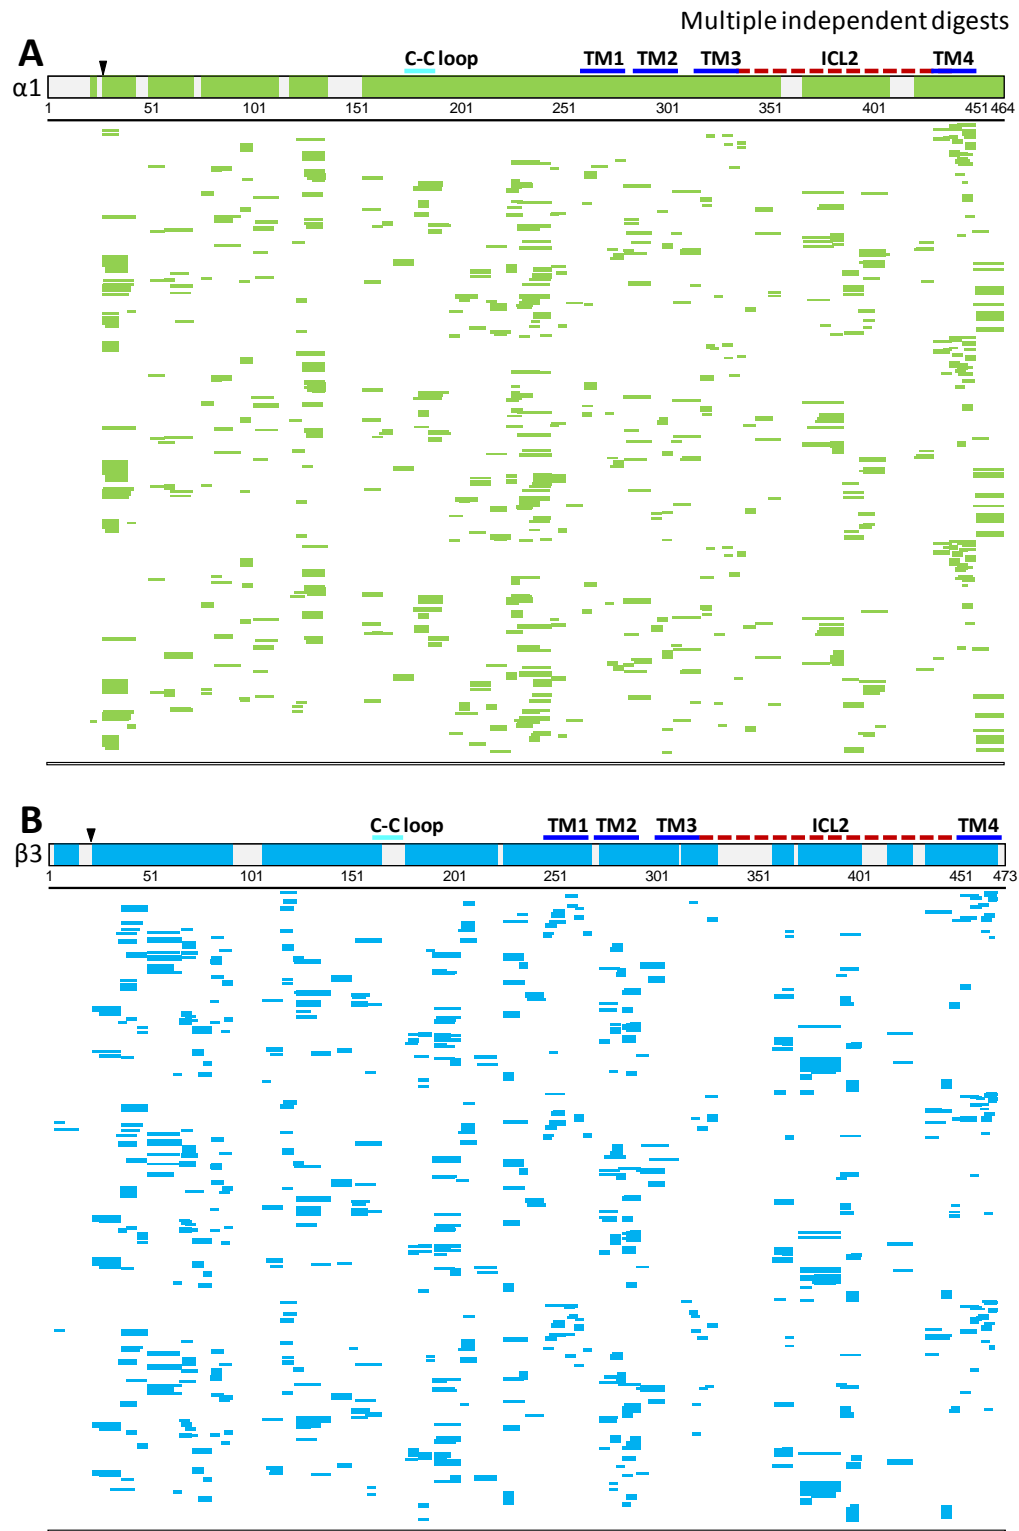 Multiple independent digests
A
C-C loop TM1 TM2 TM3 ICL2 TM4
α1
1 51 101 151 201 251 301 351 401 451 464
B
C-C loop TM1 TM2 TM3 ICL2 TM4
β3
1 51 101 151 201 251 301 351 401 451 473